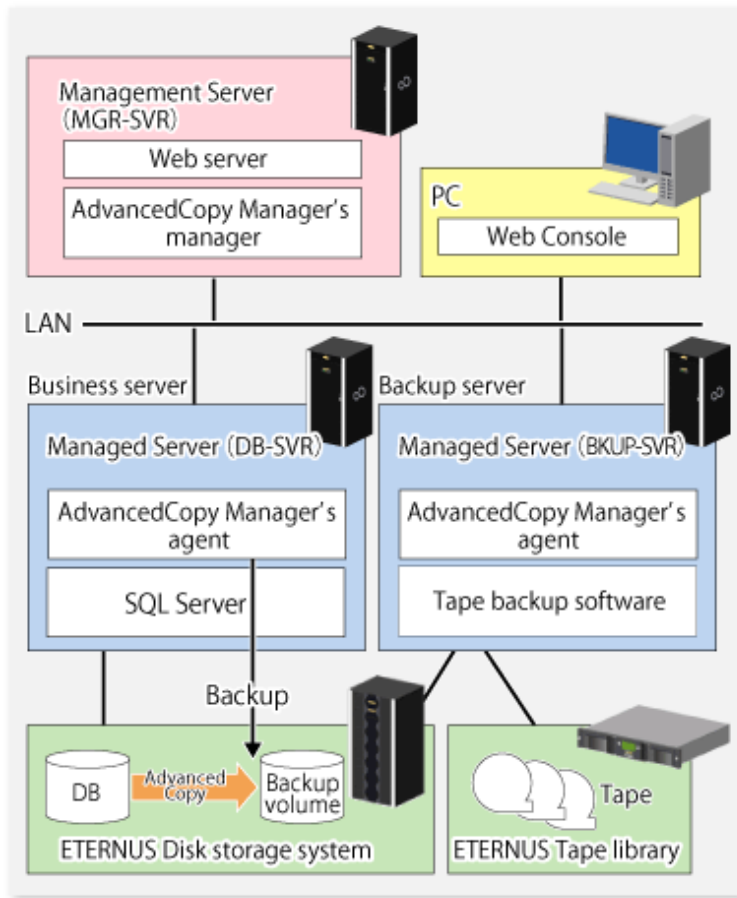 Management Server
(MGR-SVR)
Web server
AdvancedCopy Manager's
manager
PC
Web Console
LAN
Business server
Managed Server (DB-SVR)
AdvancedCopy Manager's
agent
SQL Server
Backup server
Managed Server (BKUP-SVR)
AdvancedCopy Manager's
agent
Tape backup software
Backup
DB
Advanced
Copy
Backup
volume
ETERNUS Disk storage system
Tape
ETERNUS Tape library